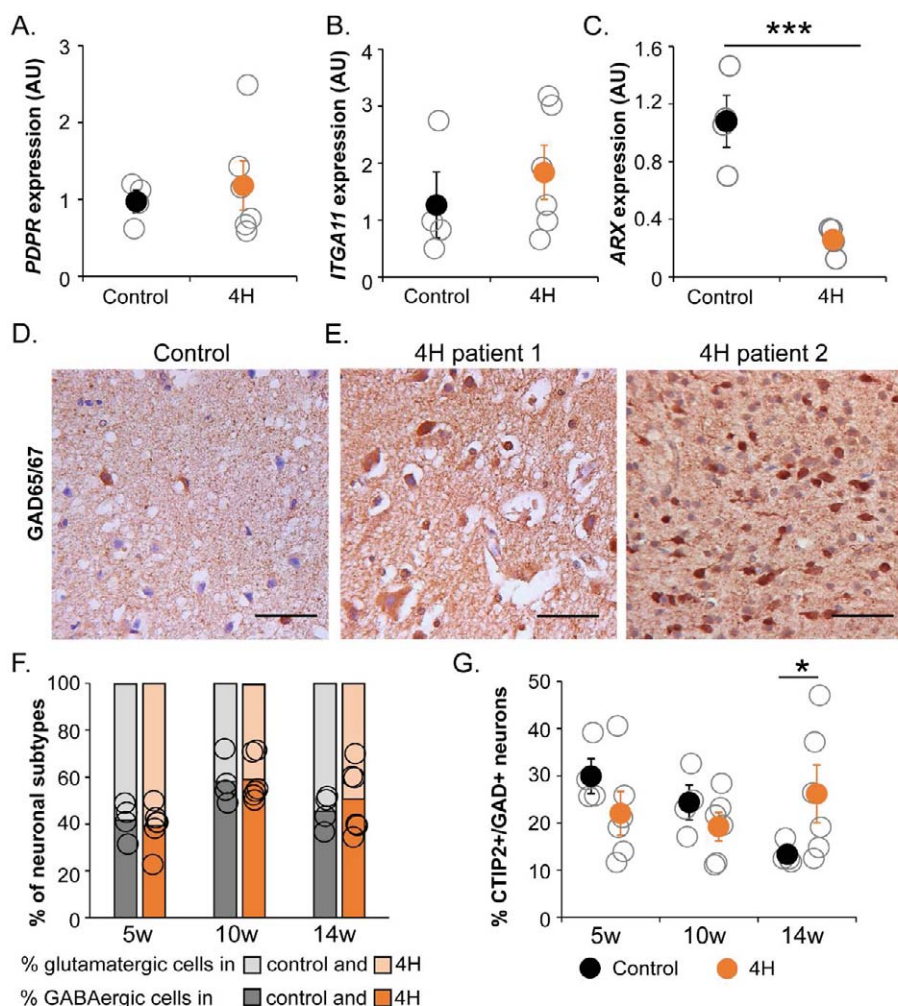 A.
PDPR expression (AU)
3
2
1
0
Control
4H
B.
ITGA11 expression (AU)
4
3
2
1
0
Control
4H
C.
ARX expression (AU)
1.6
1.2
0.8
0.4
0
***
Control
4H
D.
Control
E.
4H patient 1
4H patient 2
GAD65/67
F.
% of neuronal subtypes
100
80
60
40
20
0
5w
10w
14w
% glutamatergic cells in control and 4H
% GABAergic cells in control and 4H
G.
% CTIP2+/GAD+ neurons
50
40
30
20
10
0
*
5w
10w
14w
Control
4H